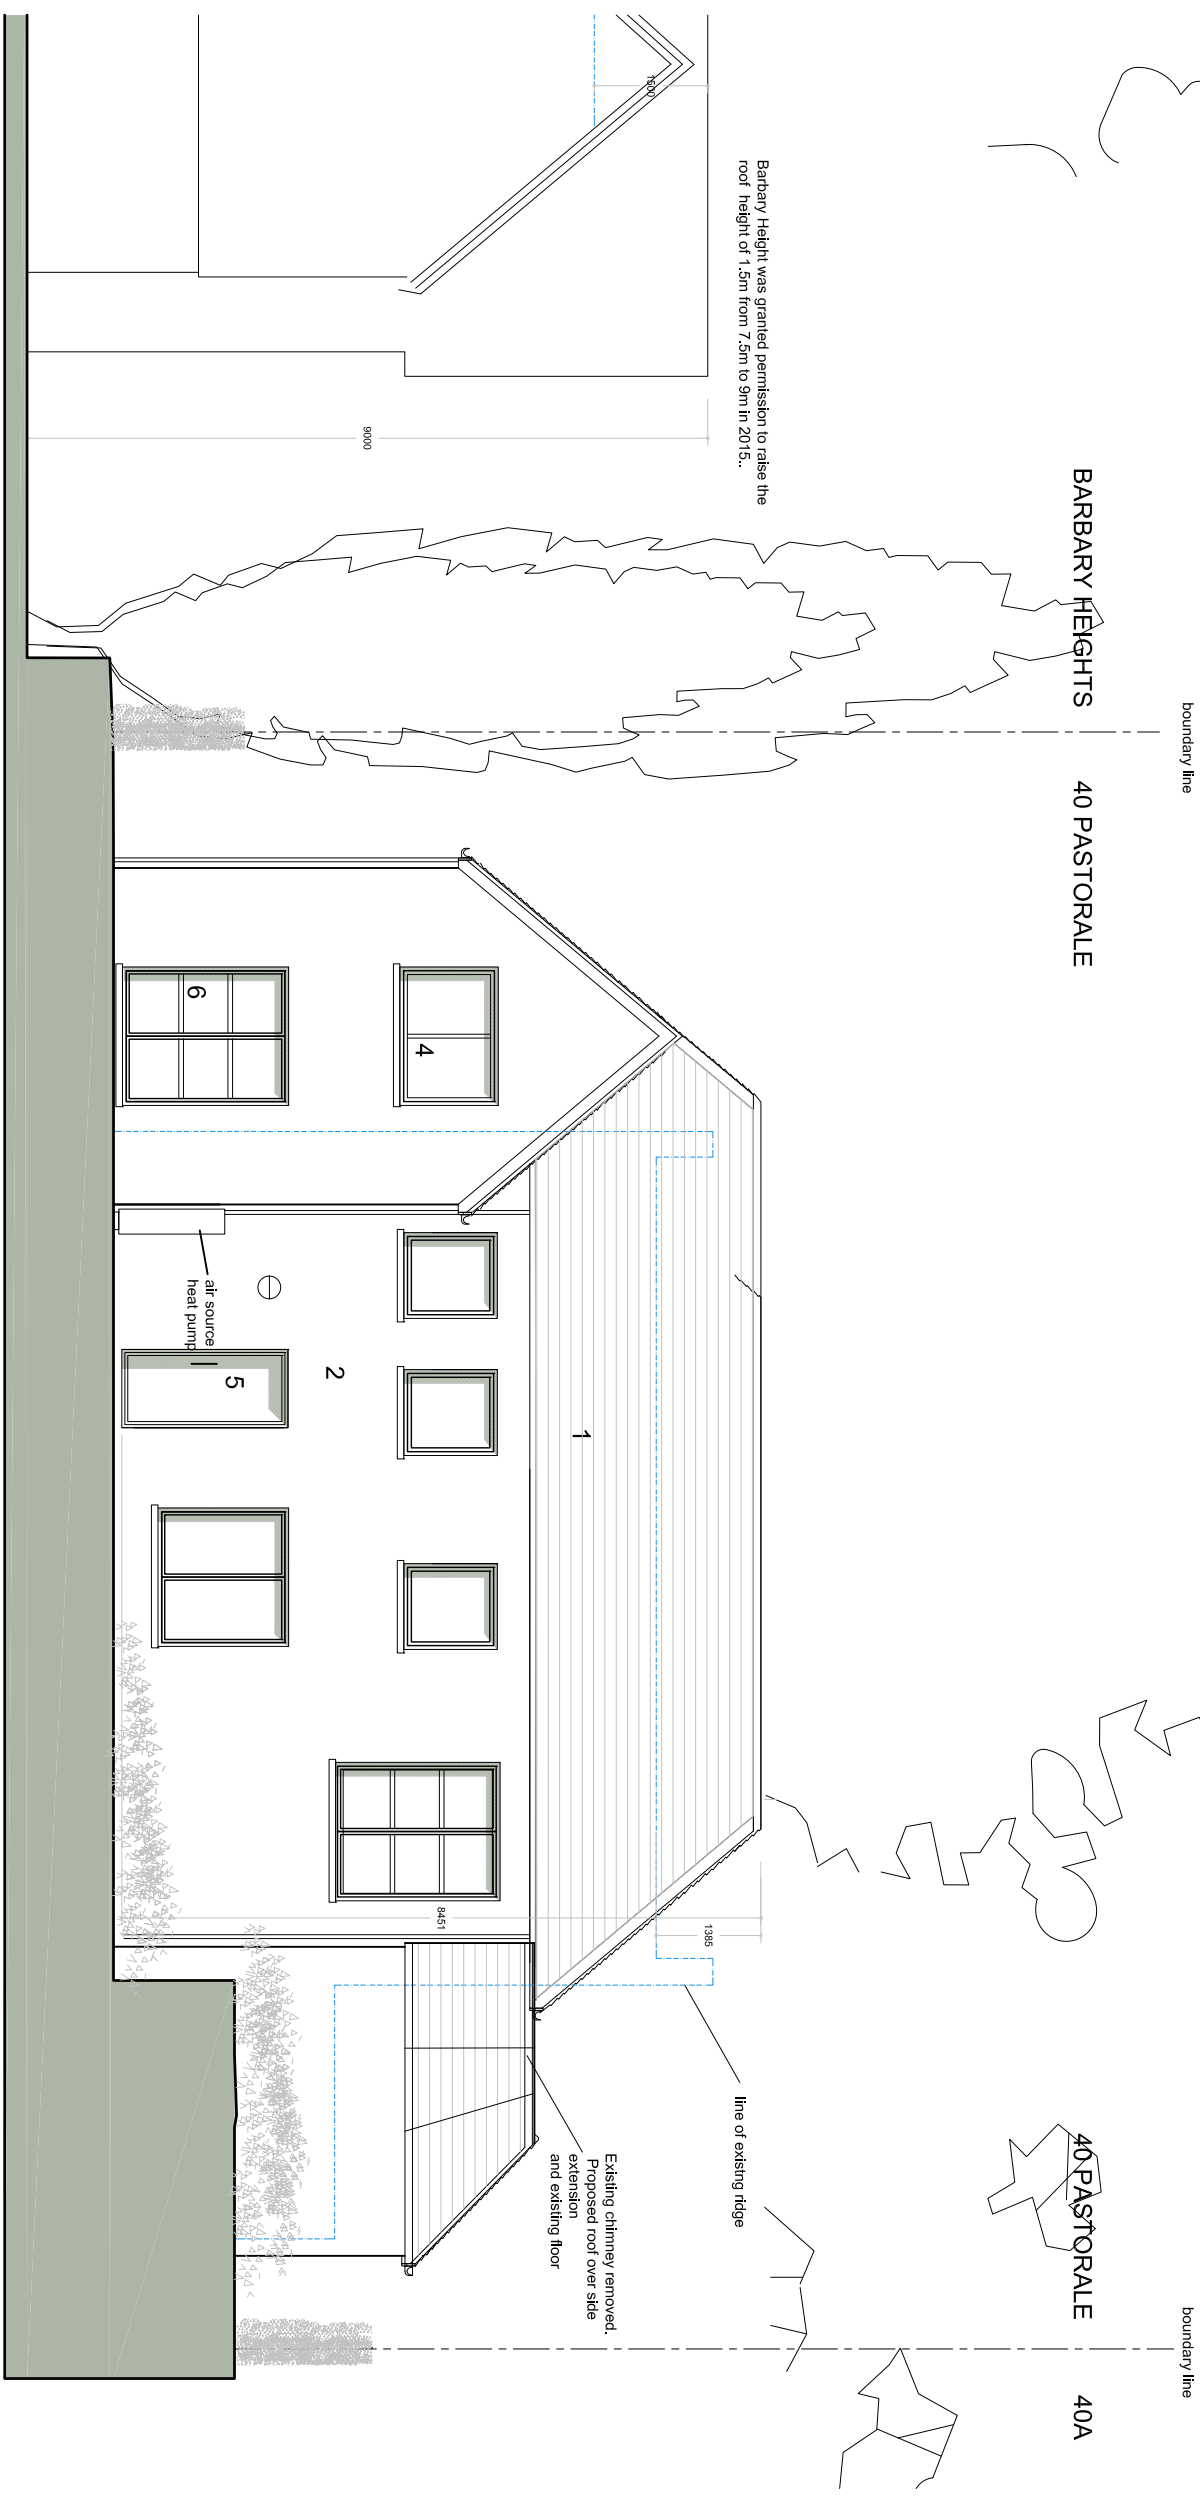 boundary line
boundary line
BARBARY HEIGHTS
40 PASTORALE
40 PASTORALE
40A
Barbary Height was granted permission to raise the
roof height of 1.5m from 7.5m to 9m in 2015..
line of existng ridge
1385
1500
Existing chimney removed.
Proposed roof over side
extension
and existing floor
1
8451
4
9000
2
5
air source
heat pump
6